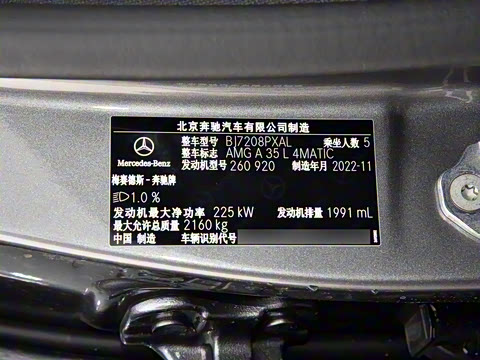 北京奔驰汽车有限公司制造
整车型号 BJ7208PXAL 乘坐人数 5
整车标志 AMG A 35 L 4MATIC
发动机型号 260 920 制造年月 2022-11
Mercedes-Benz
梅赛德斯-奔驰牌
1.0 %
发动机最大净功率 225 kW 发动机排量 1991 mL
最大允许总质量 2160 kg
中国 制造 车辆识别代号